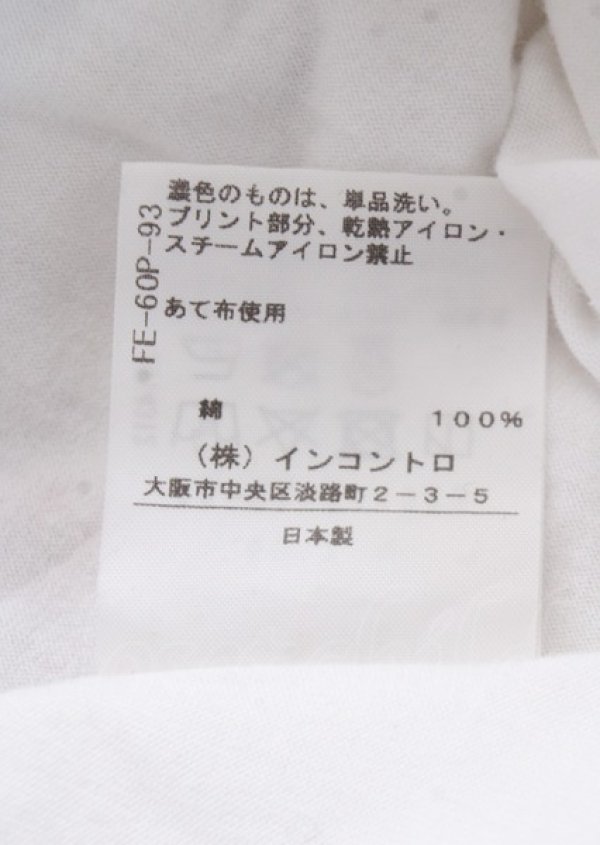 濃色のものは、単品洗い。
プリント部分、乾熱アイロン・
スチームアイロン禁止
あて布使用
FE-60P-93
綿 100%
（株）インコントロ
大阪市中央区淡路町2-3-5
日本製